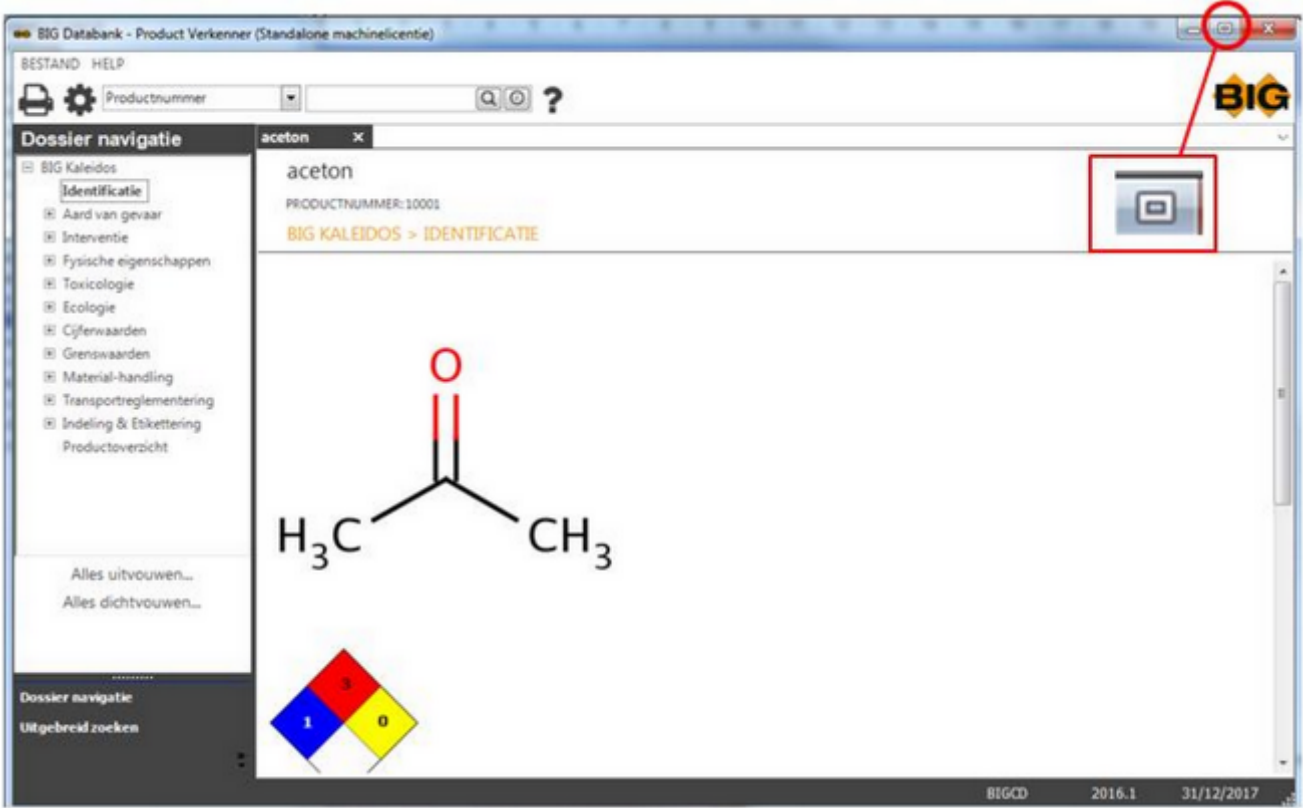 BIG Databank - Product Verkenner (Standalone machinelicentie)
BESTAND HELP
Productnummer
?
BIG
Dossier navigatie
aceton x
BIG Kaleidos
Identificatie
Aard van gevaar
Interventie
Fysische eigenschappen
Toxicologie
Ecologie
Cijferwaarden
Grenswaarden
Material-handling
Transportreglementering
Indeling & Etikettering
Productoverzicht
Alles uitvouwen...
Alles dichtvouwen...
Dossier navigatie
Uitgebreid zoeken
aceton
PRODUCTNUMMER: 10001
BIG KALEIDOS > IDENTIFICATIE
O
H₃C CH₃
3
1 0
BIGCD 2016.1 31/12/2017